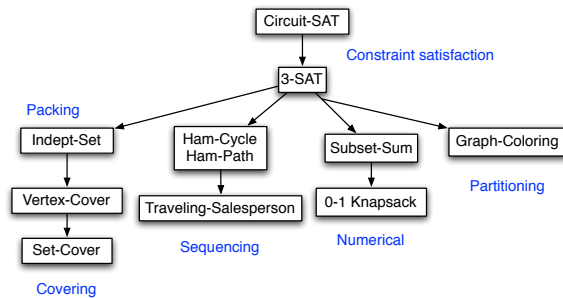 Circuit-SAT
Constraint satisfaction
3-SAT
Packing
Indept-Set
Ham-Cycle
Ham-Path
Subset-Sum
Graph-Coloring
Vertex-Cover
Traveling-Salesperson
0-1 Knapsack
Partitioning
Set-Cover
Sequencing
Numerical
Covering